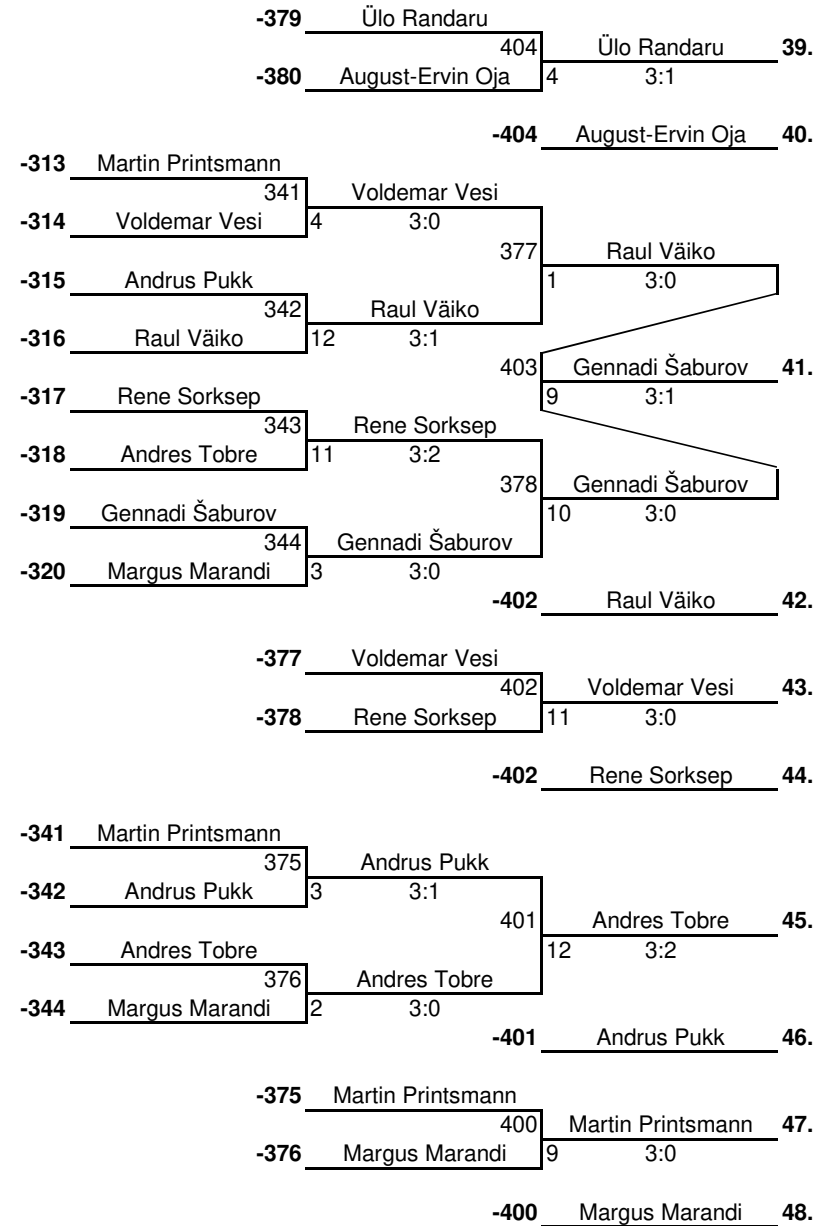 -379 Ülo Randaru
404 Ülo Randaru 39.
-380 August-Ervin Oja 4 3:1
-404 August-Ervin Oja 40.
-313 Martin Printsmann
341 Voldemar Vesi
-314 Voldemar Vesi 4 3:0
377 Raul Väiko
-315 Andrus Pukk 1 3:0
342 Raul Väiko
-316 Raul Väiko 12 3:1
403 Gennadi Šaburov 41.
-317 Rene Sorksep 9 3:1
343 Rene Sorksep
-318 Andres Tobre 11 3:2
378 Gennadi Šaburov
-319 Gennadi Šaburov 10 3:0
344 Gennadi Šaburov
-320 Margus Marandi 3 3:0
-402 Raul Väiko 42.
-377 Voldemar Vesi
402 Voldemar Vesi 43.
-378 Rene Sorksep 11 3:0
-402 Rene Sorksep 44.
-341 Martin Printsmann
375 Andrus Pukk
-342 Andrus Pukk 3 3:1
401 Andres Tobre 45.
-343 Andres Tobre 12 3:2
376 Andres Tobre
-344 Margus Marandi 2 3:0
-401 Andrus Pukk 46.
-375 Martin Printsmann
400 Martin Printsmann 47.
-376 Margus Marandi 9 3:0
-400 Margus Marandi 48.